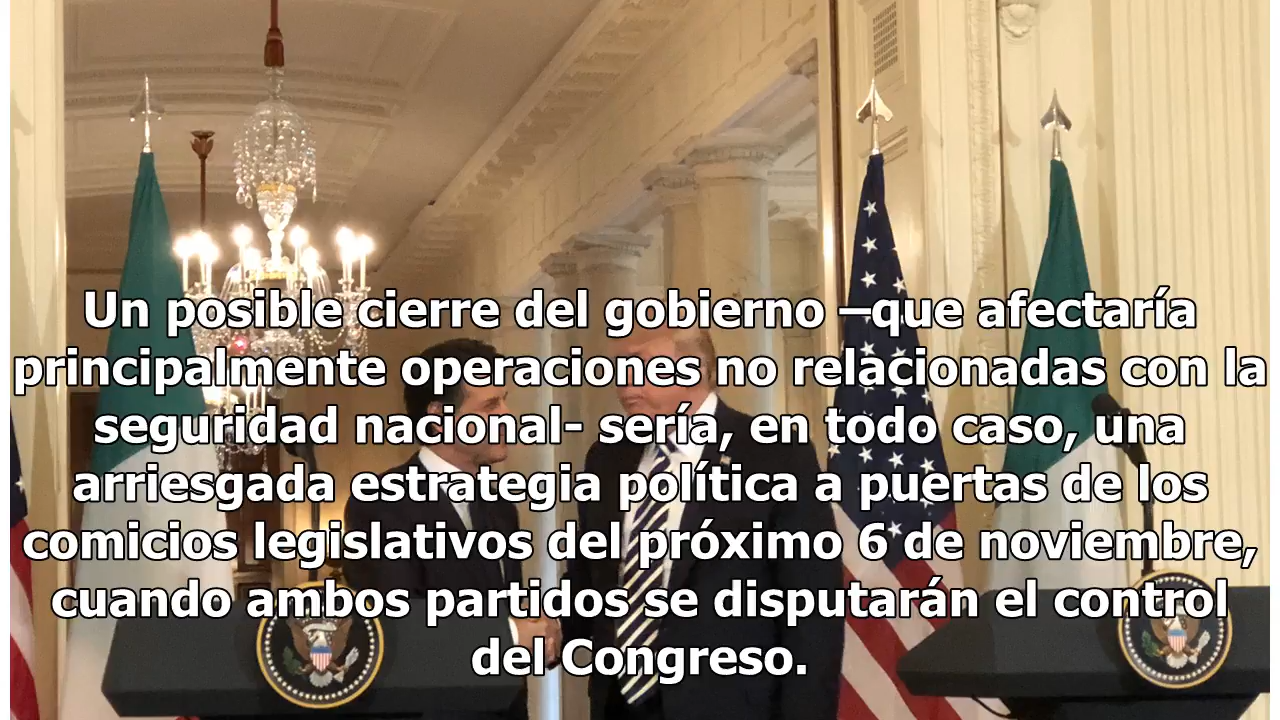 Un posible cierre del gobierno –que afectaría
principalmente operaciones no relacionadas con la
seguridad nacional- sería, en todo caso, una
arriesgada estrategia política a puertas de los
comicios legislativos del próximo 6 de noviembre,
cuando ambos partidos se disputarán el control
del Congreso.